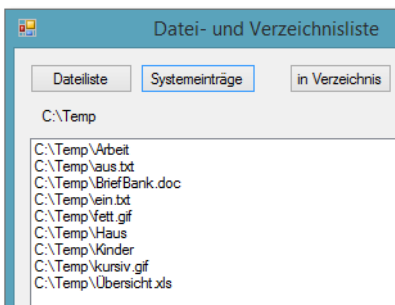 Datei- und Verzeichnisliste
Dateiliste Systemeinträge in Verzeichnis
C:\Temp
C:\Temp\Arbeit
C:\Temp\aus.txt
C:\Temp\BriefBank.doc
C:\Temp\ein.txt
C:\Temp\fett.gif
C:\Temp\Haus
C:\Temp\Kinder
C:\Temp\kursiv.gif
C:\Temp\Übersicht.xls